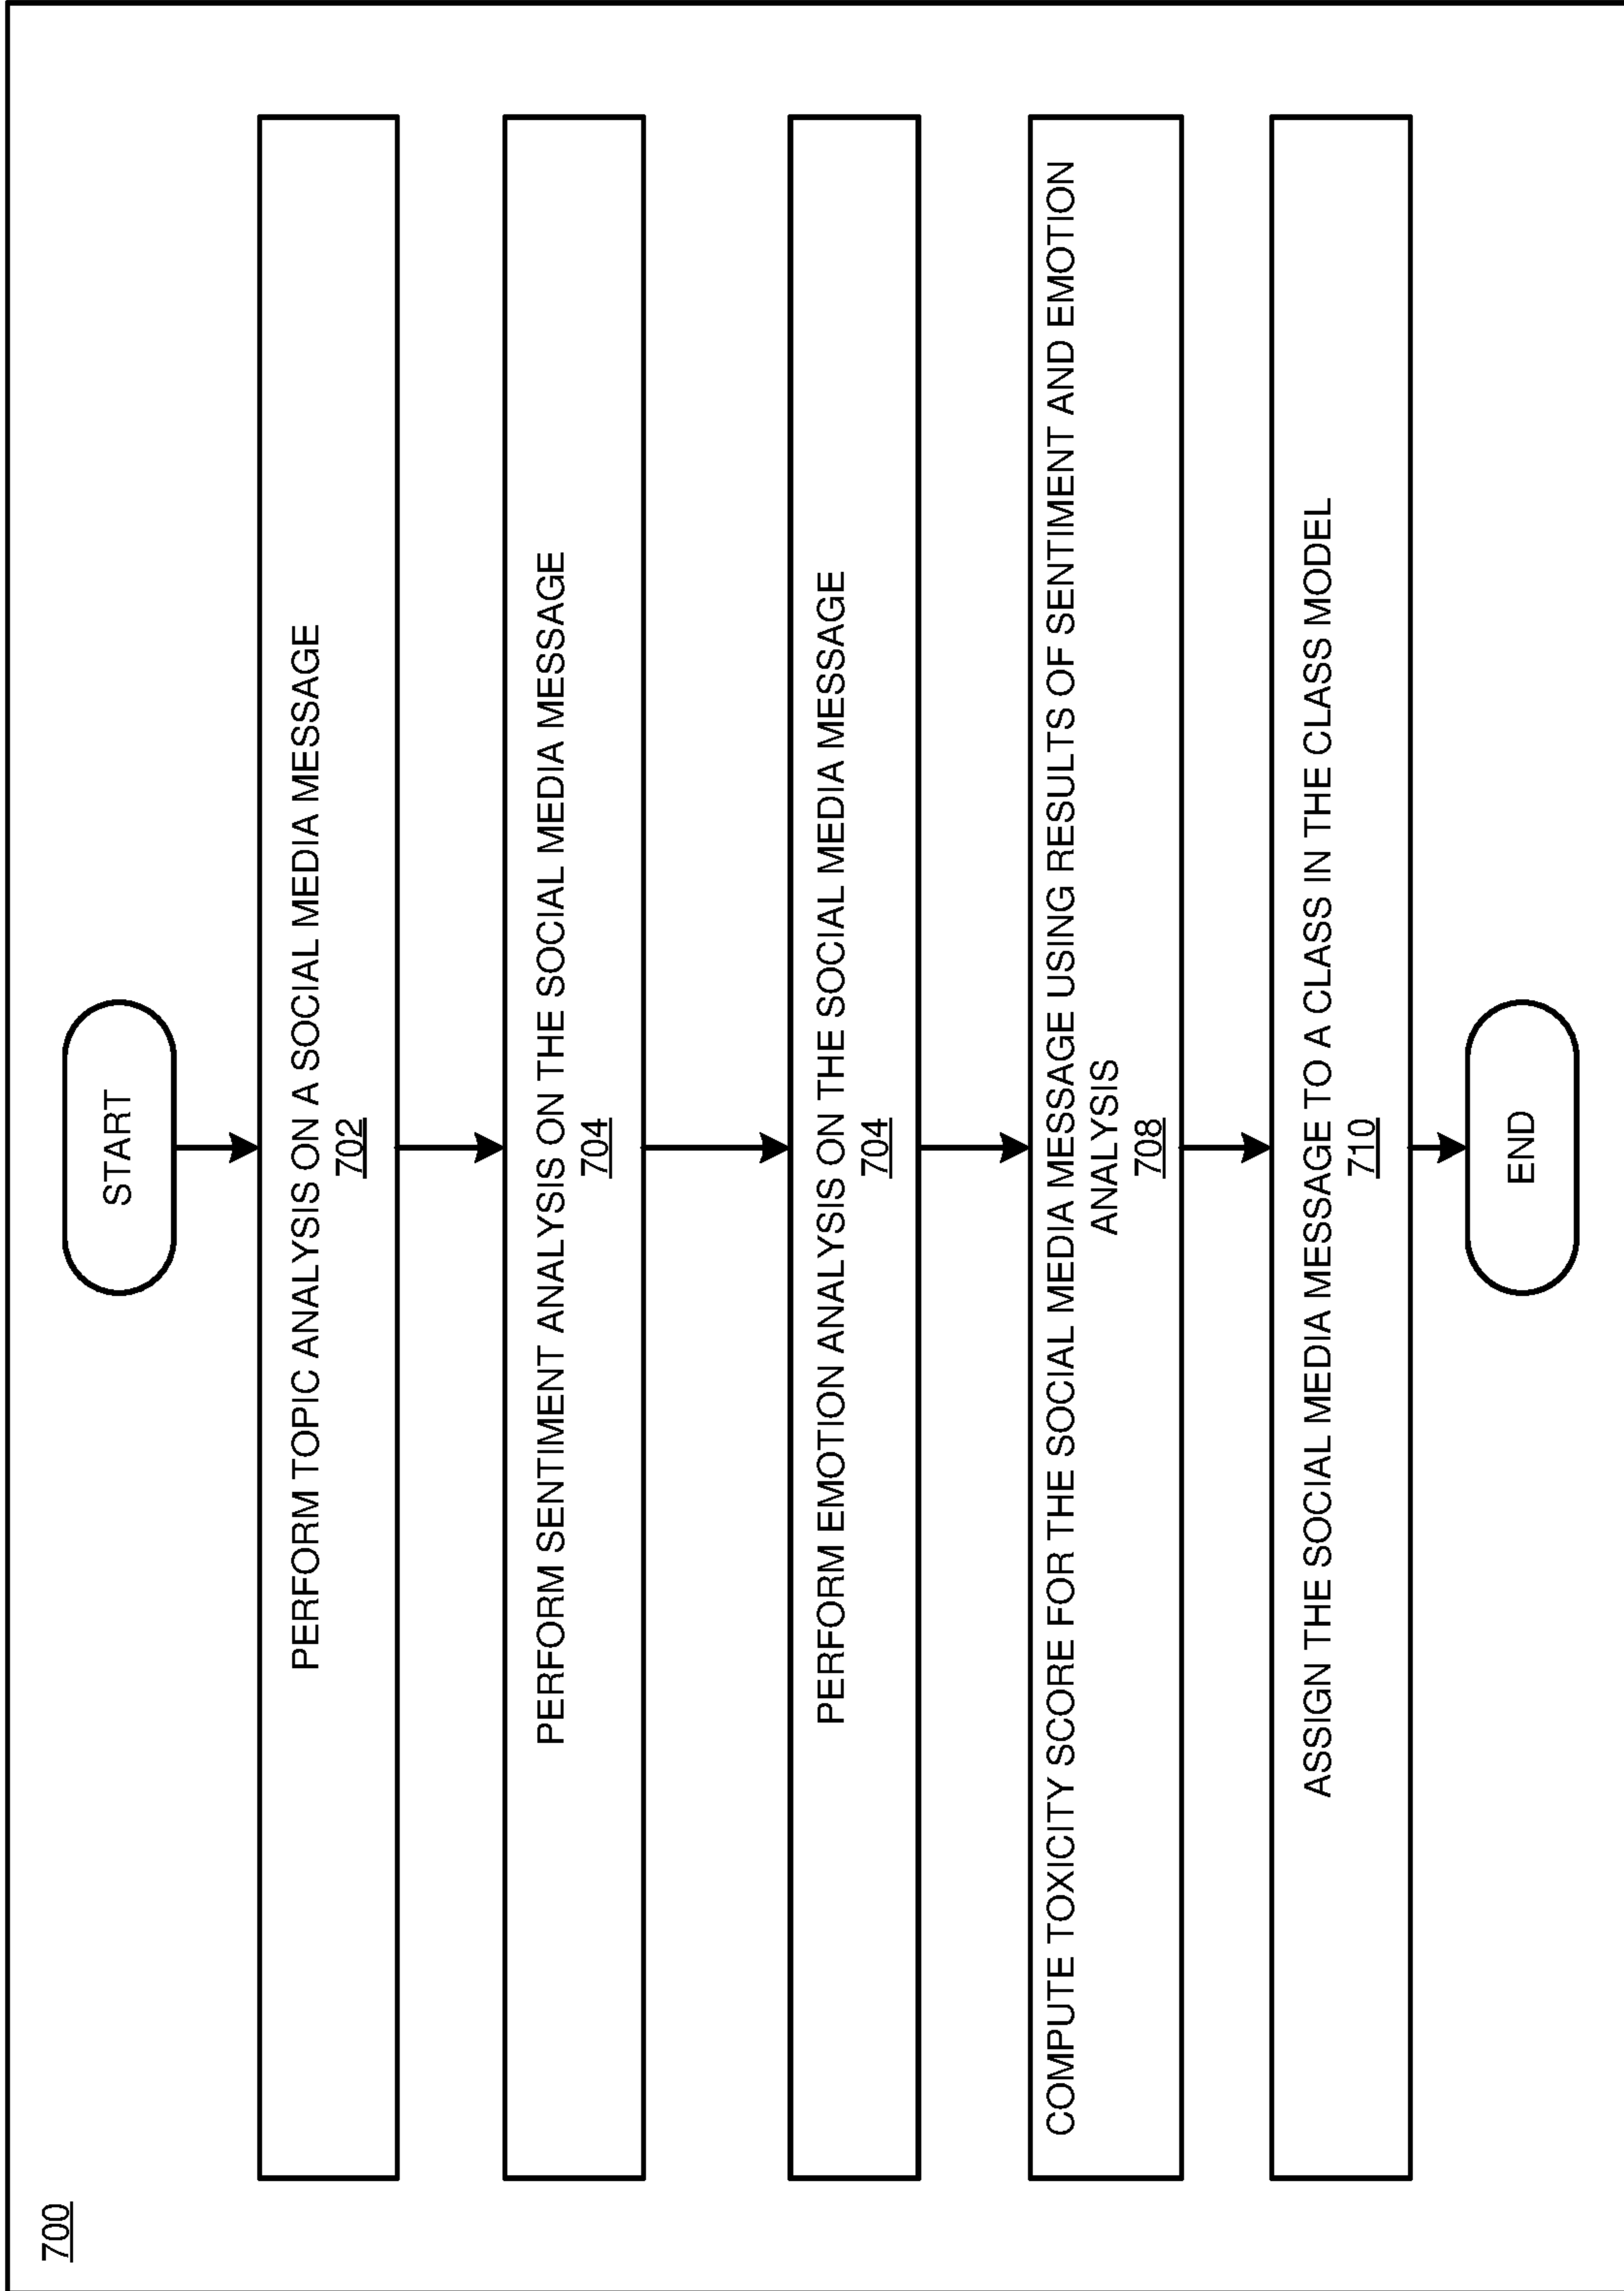 700
START
PERFORM TOPIC ANALYSIS ON A SOCIAL MEDIA MESSAGE
702
PERFORM SENTIMENT ANALYSIS ON THE SOCIAL MEDIA MESSAGE
704
PERFORM EMOTION ANALYSIS ON THE SOCIAL MEDIA MESSAGE
704
COMPUTE TOXICITY SCORE FOR THE SOCIAL MEDIA MESSAGE USING RESULTS OF SENTIMENT AND EMOTION
ANALYSIS
708
ASSIGN THE SOCIAL MEDIA MESSAGE TO A CLASS IN THE CLASS MODEL
710
END